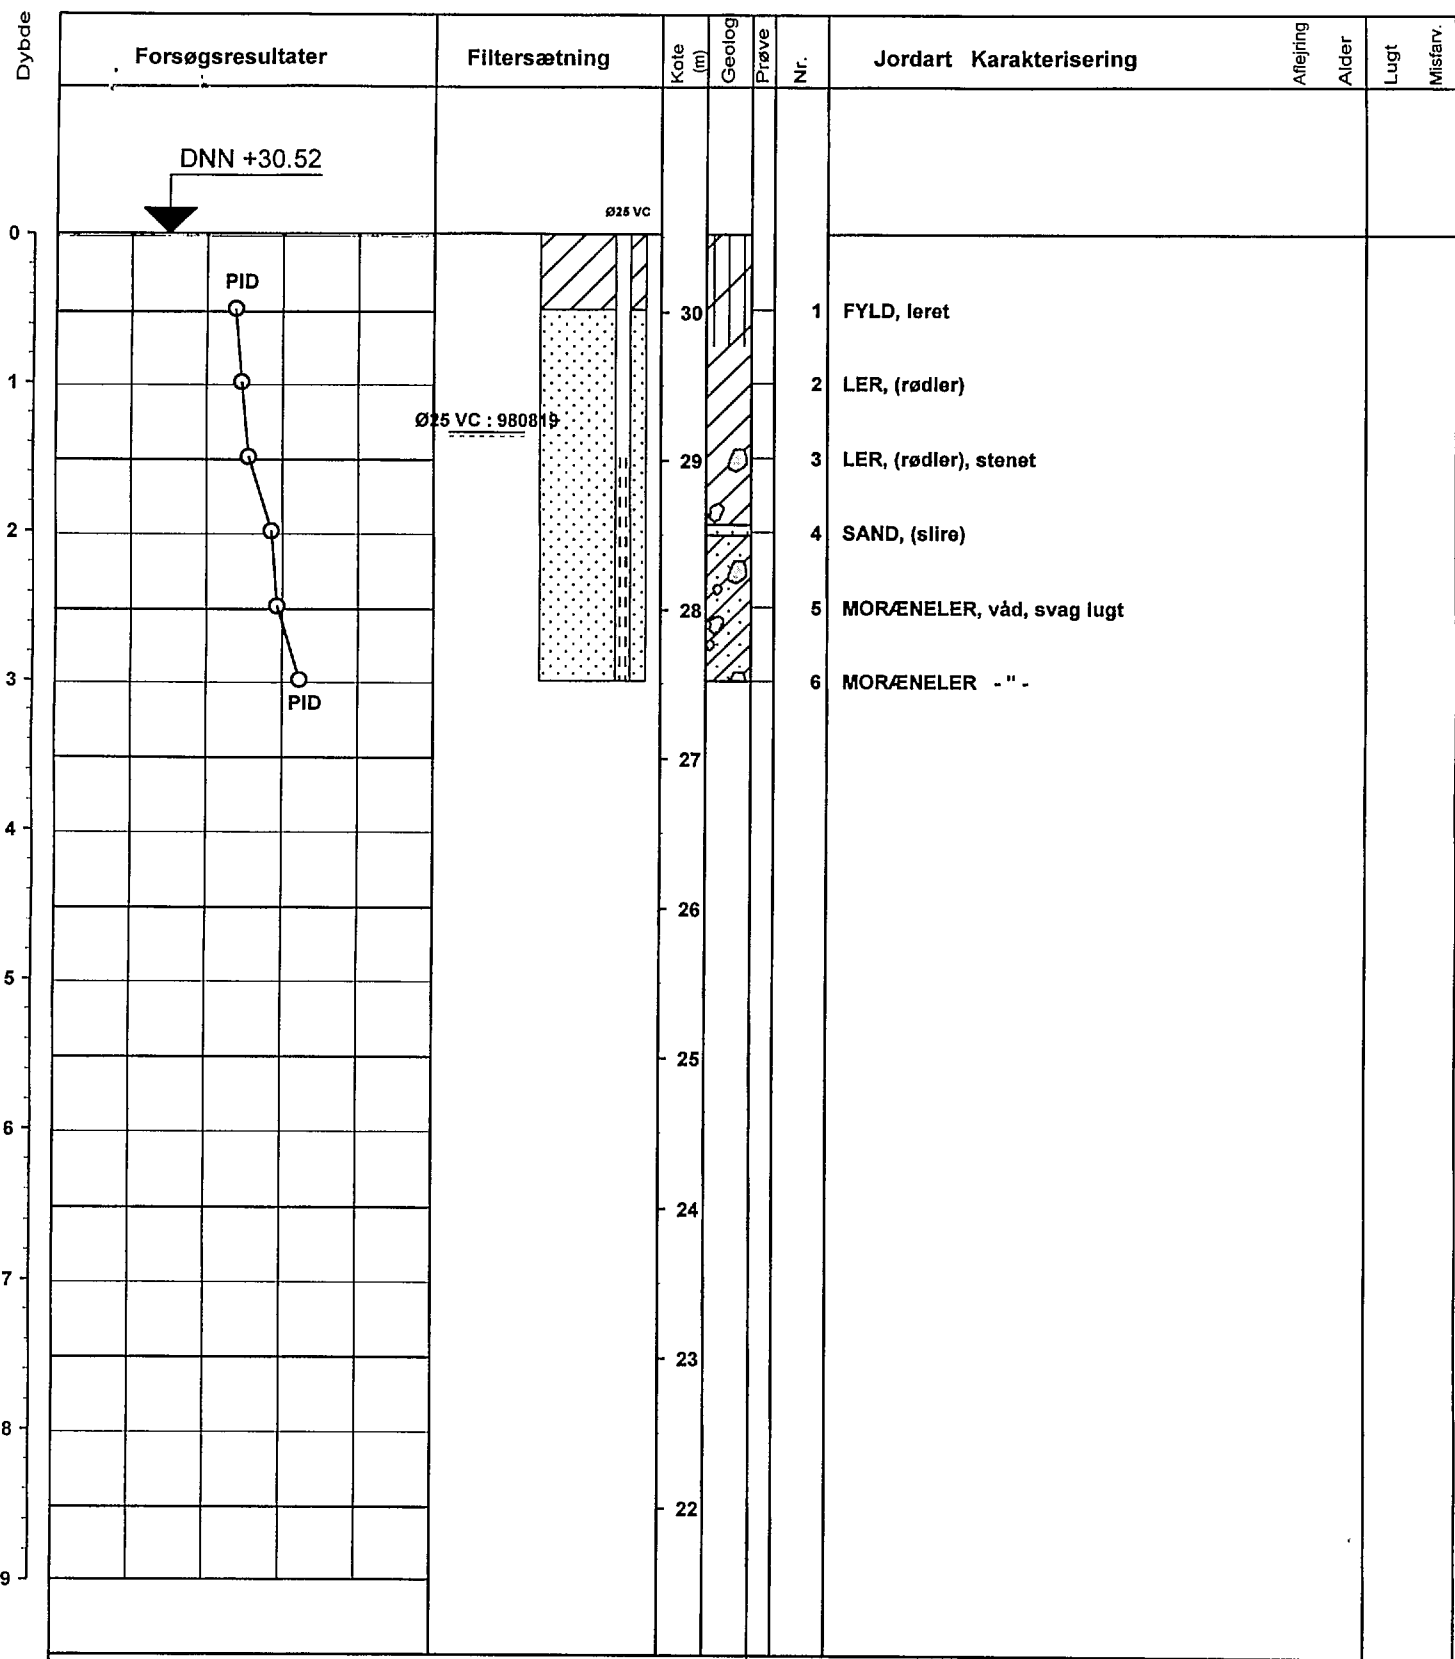 Dybde
Forsøgsresultater
Filtersætning
Kote (m)
Geologi
Prøve
Nr.
Jordart Karakterisering
Aflejring
Alder
Lugt
Misfarv.
DNN +30.52
Ø25 VC
0
PID
30
1 FYLD, leret
1
2 LER, (rødler)
Ø25 VC : 980819
29
3 LER, (rødler), stenet
2
4 SAND, (slire)
28
5 MORÆNELER, våd, svag lugt
3
PID
6 MORÆNELER - " -
27
4
26
5
25
6
24
7
23
8
22
9